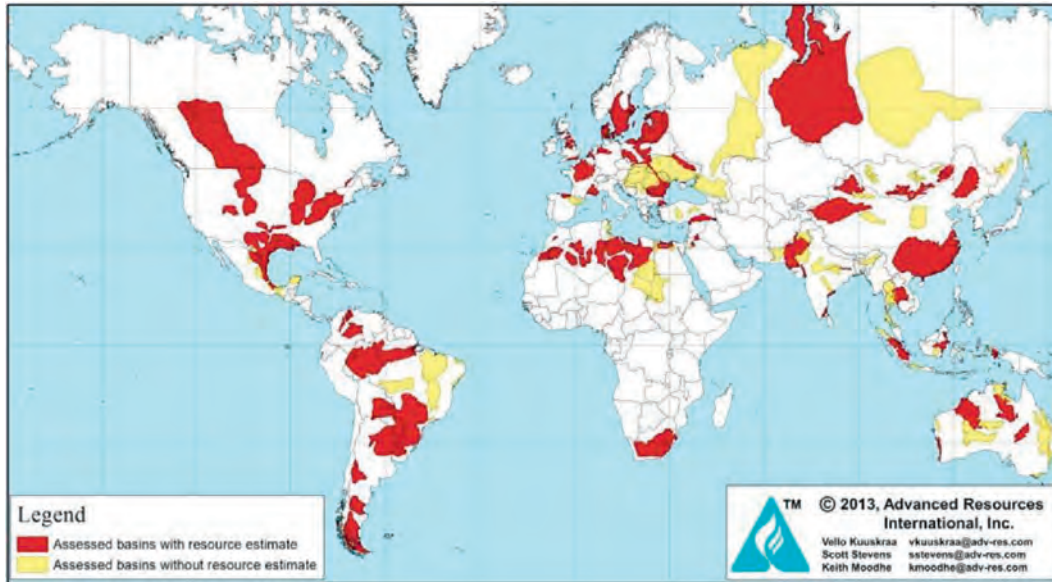 Legend
Assessed basins with resource estimate
Assessed basins without resource estimate
TM
© 2013, Advanced Resources
International, Inc.
Vello Kuuskraa vkuuskraa@adv-res.com
Scott Stevens sstevens@adv-res.com
Keith Moodhe kmoodhe@adv-res.com